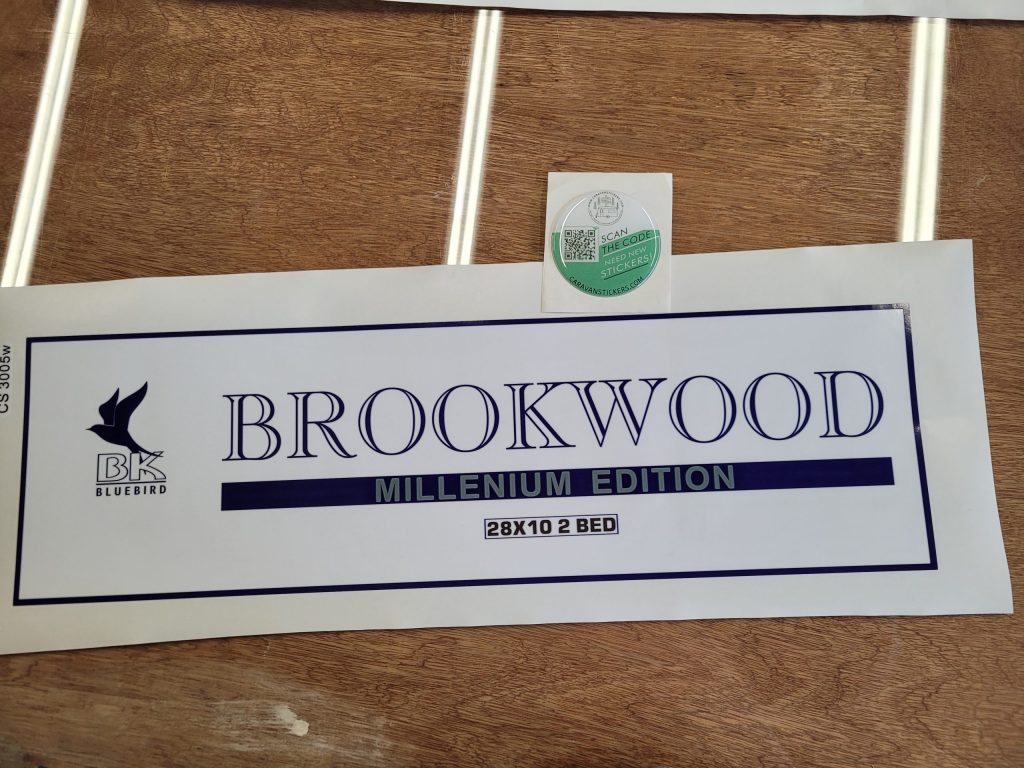 SCAN
THE CODE
NEED NEW
STICKERS!
CARAVANSTICKERS.COM
CS 3005w
BROOKWOOD
BK
BLUEBIRD
MILLENIUM EDITION
28X10 2 BED